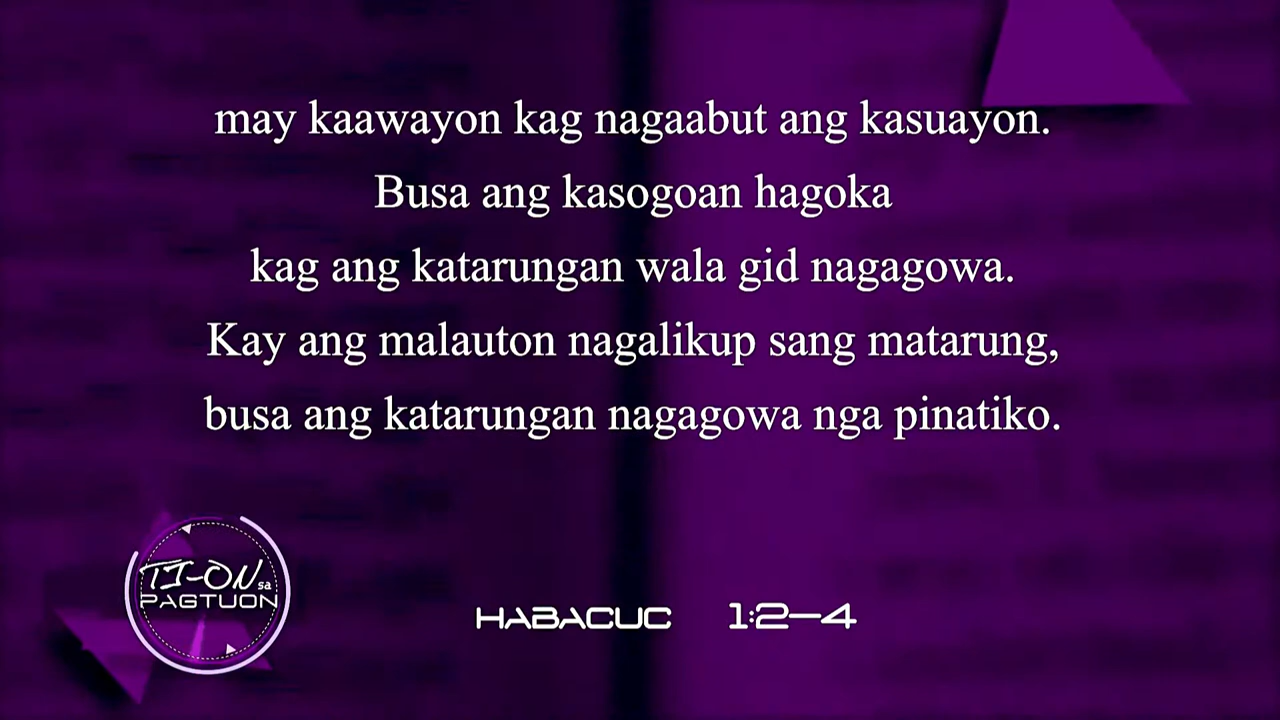 may kaawayon kag nagaabut ang kasuayon.
Busa ang kasogoan hagoka
kag ang katarungan wala gid nagagowa.
Kay ang malauton nagalikup sang matarung,
busa ang katarungan nagagowa nga pinatiko.
TI-ON sa
PAGTUON
HABACUC 1:2–4